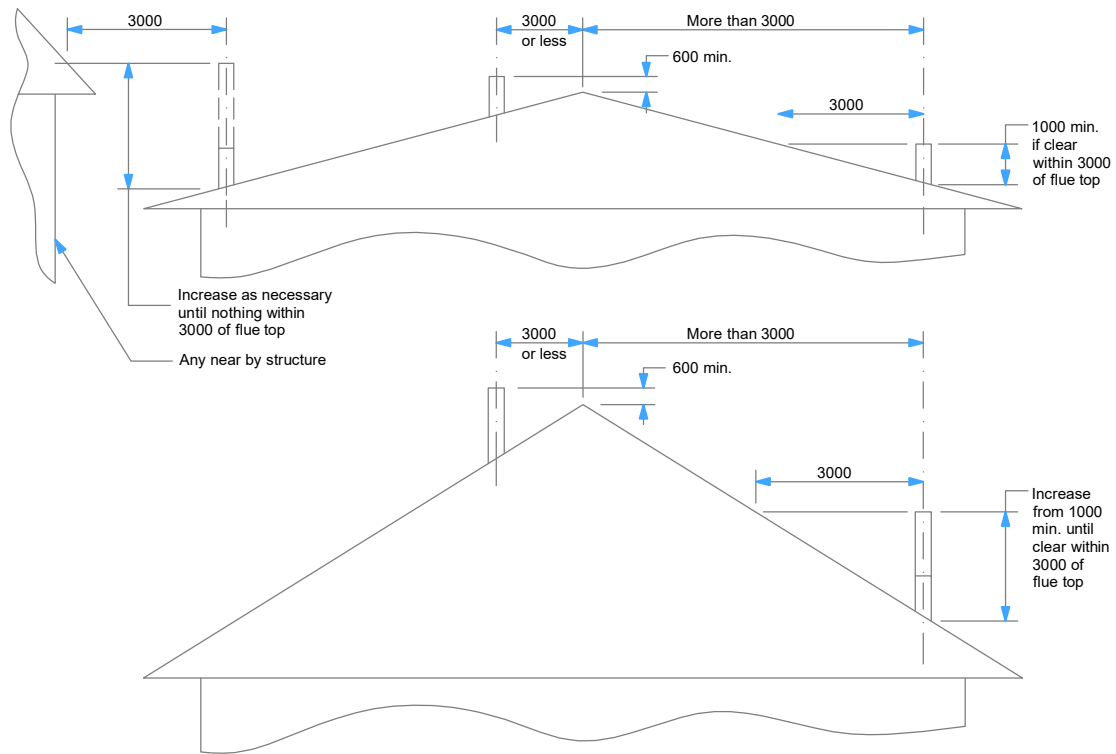 3000
3000
or less
More than 3000
600 min.
3000
1000 min.
if clear
within 3000
of flue top
Increase as necessary
until nothing within
3000 of flue top
Any near by structure
3000
or less
More than 3000
600 min.
3000
Increase
from 1000
min. until
clear within
3000 of
flue top